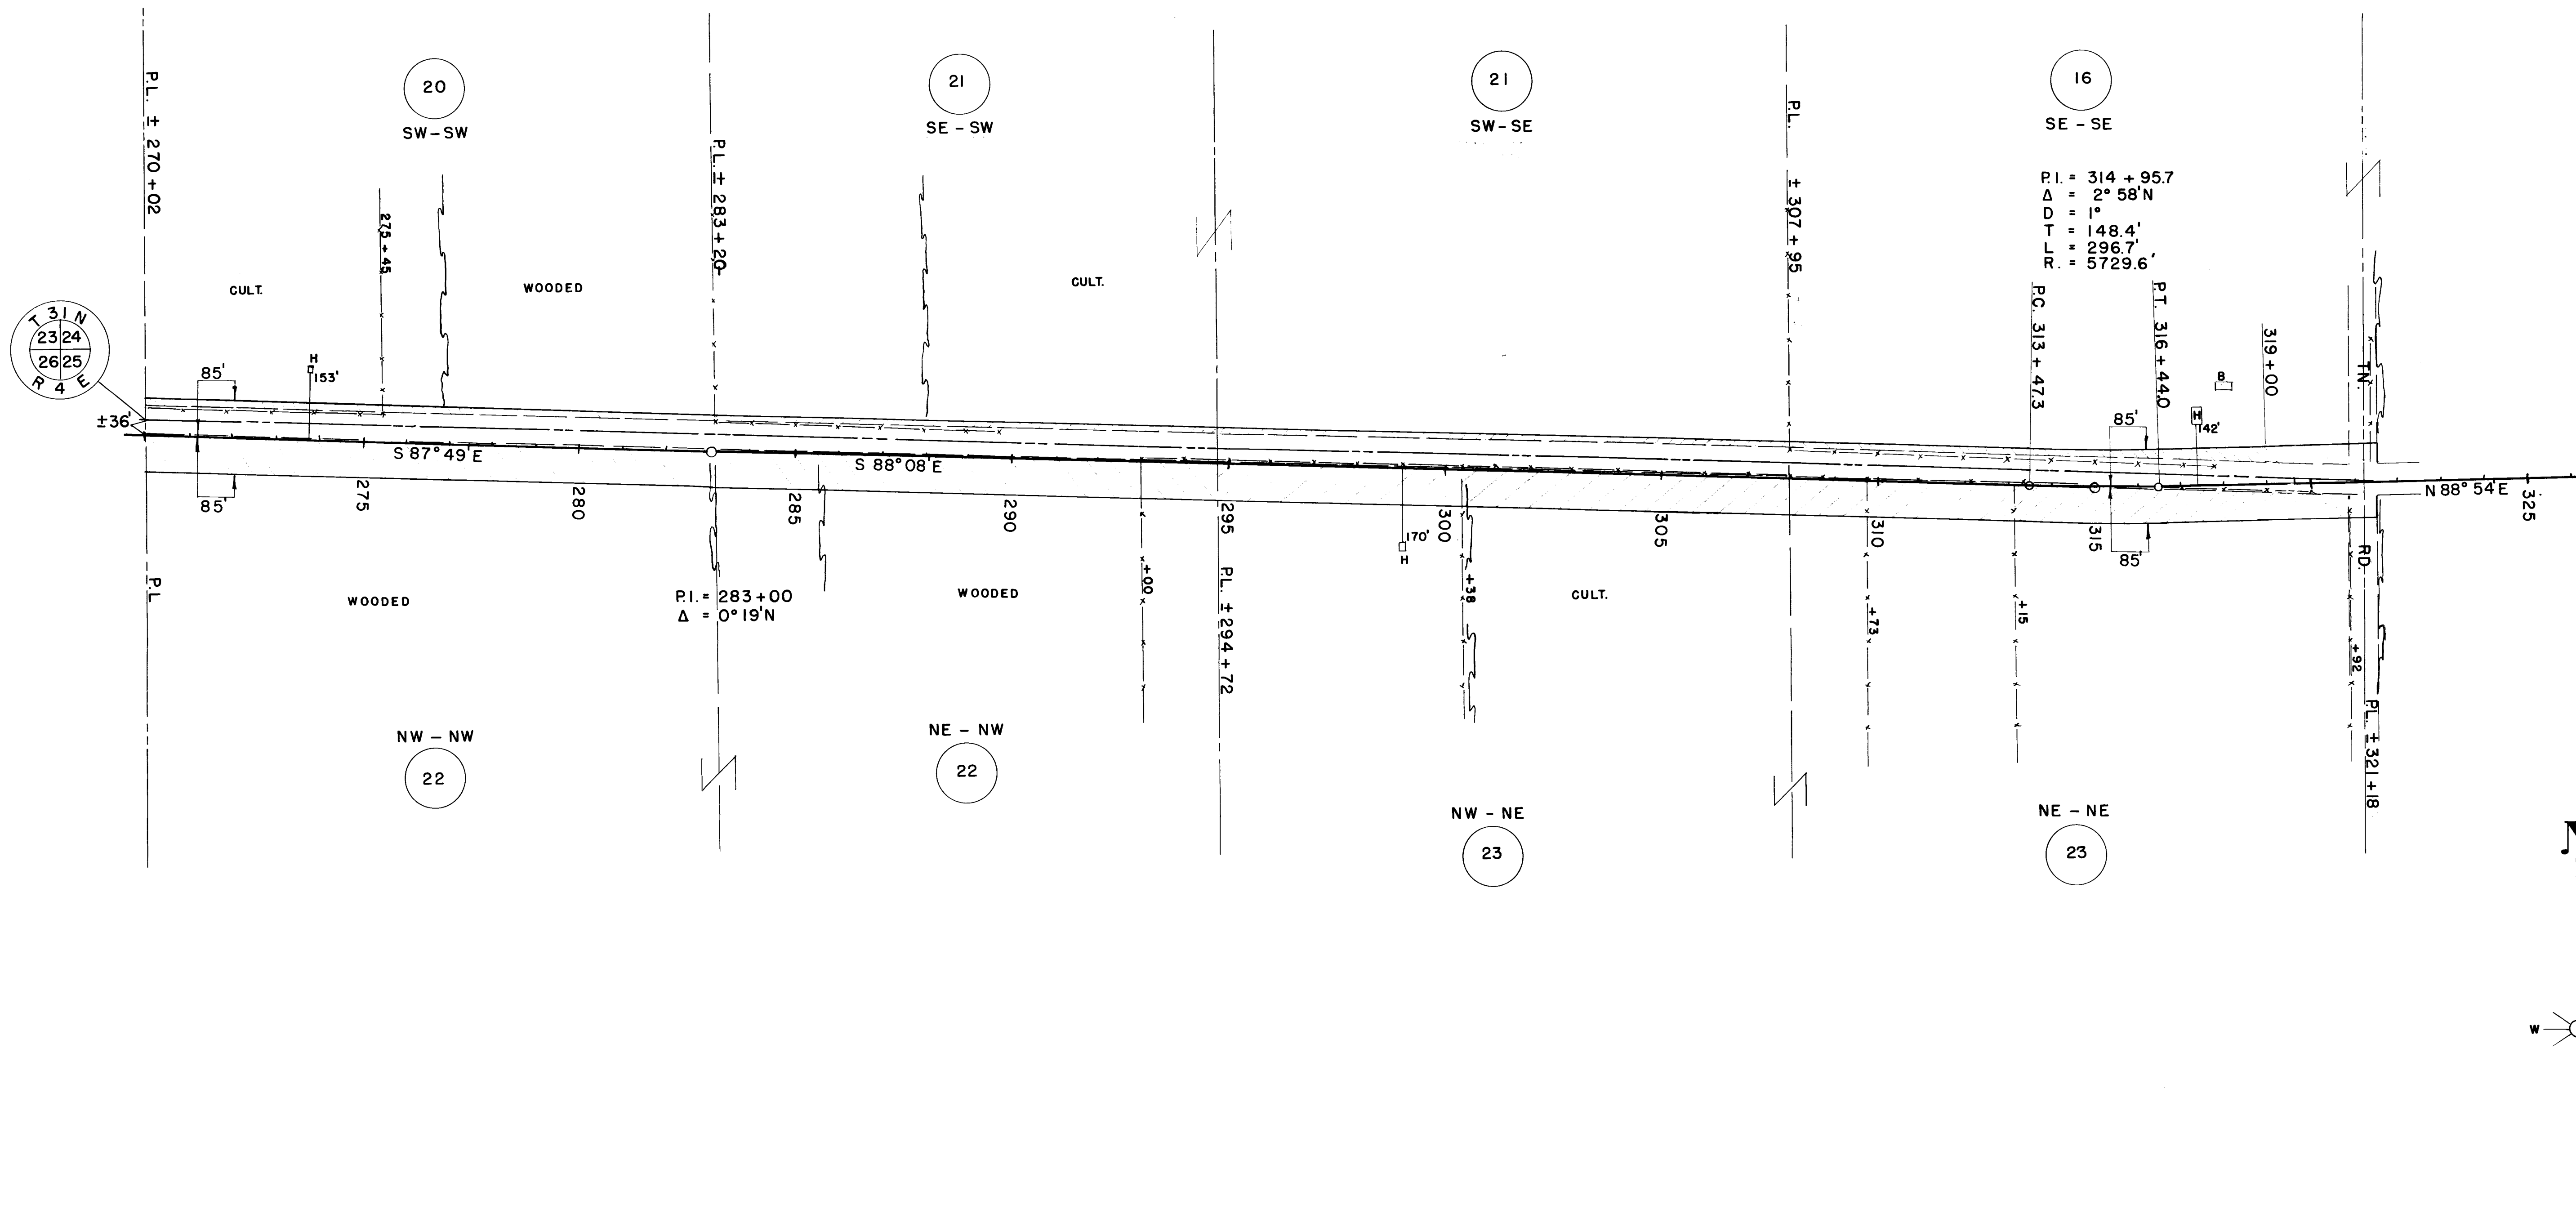 20
SW-SW
21
SE - SW
21
SW-SE
16
SE - SE
P.L. ± 270+02
P.L. ± 283+20
P.L. ± 307+95
P.I. = 314 + 95.7
Δ = 2° 58'N
D = 1°
T = 148.4'
L = 296.7'
R. = 5729.6'
275+45
CULT.
WOODED
CULT.
P.C. 313+47.3
P.T. 316+44.0
319+00
T 31 N
23 24
26 25
R 4 E
H
153'
85'
±36'
85'
B
H
142'
85'
TN.
S 87°49'E
S 88°08'E
N 88° 54'E
275
280
285
290
295
300
305
310
315
325
170'
H
85'
RD.
P.L
WOODED
P.I. = 283+00
Δ = 0°19'N
WOODED
+00
P.L. ± 294+72
+38
CULT.
+73
+15
+92
P.L. ± 321+18
NW - NW
22
NE - NW
22
NW - NE
23
NE - NE
23
W